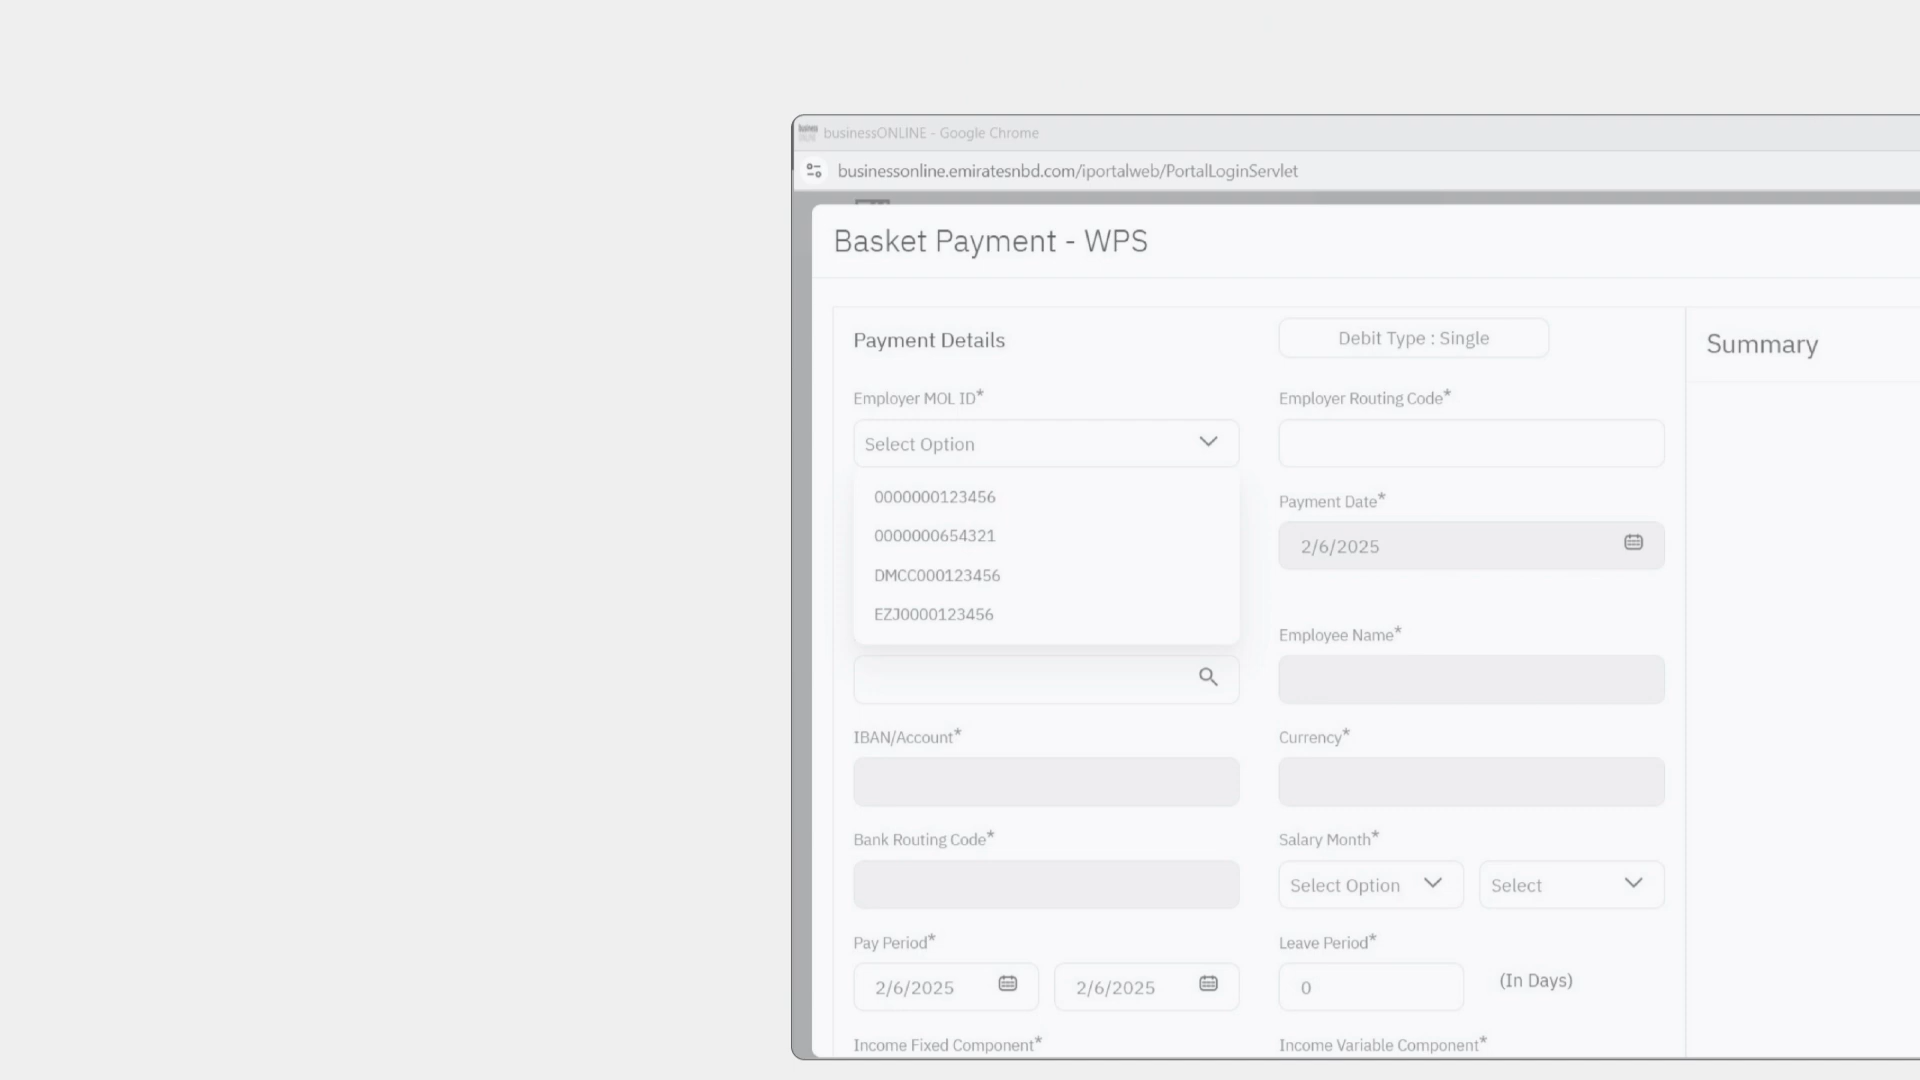 businessONLINE - Google Chrome
businessonline.emiratesnbd.com/iportalweb/PortalLoginServlet
Basket Payment - WPS
Payment Details
Debit Type : Single
Summary
Employer MOL ID*
Employer Routing Code*
Select Option
0000000123456
0000000654321
DMCC000123456
EZJ0000123456
Payment Date*
2/6/2025
Employee Name*
IBAN/Account*
Currency*
Bank Routing Code*
Salary Month*
Select Option
Select
Pay Period*
Leave Period*
2/6/2025
2/6/2025
0
(In Days)
Income Fixed Component*
Income Variable Component*